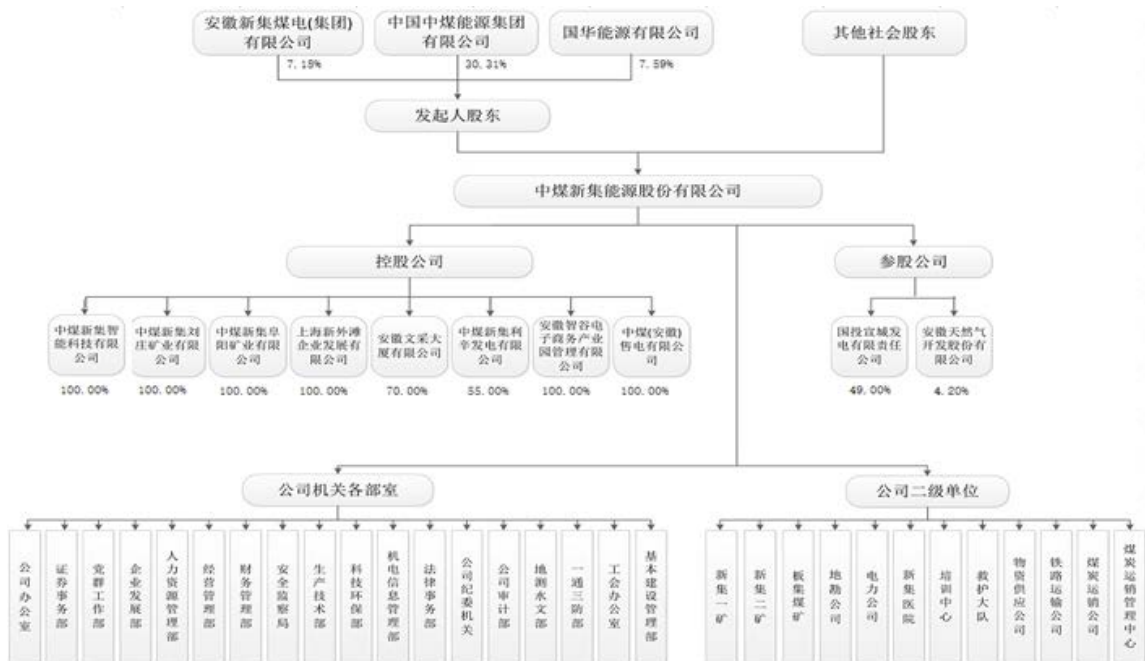 安徽新集煤电(集团)
有限公司
中国中煤能源集团
有限公司
国华能源有限公司
其他社会股东
7.15%
30.31%
7.59%
发起人股东
中煤新集能源股份有限公司
控股公司
参股公司
中煤新集智
能科技有限
公司
中煤新集刘
庄矿业有限
公司
中煤新集阜
阳矿业有限
公司
上海新外滩
企业发展有
限公司
安徽文采大
厦有限公司
中煤新集利
辛发电有限
公司
安徽智谷电
子商务产业
园管理有限
公司
中煤(安徽)
售电有限公
司
国投宣城发
电有限责任
公司
安徽天然气
开发股份有
限公司
100.00%
100.00%
100.00%
100.00%
70.00%
55.00%
100.00%
100.00%
49.00%
4.20%
公司机关各部室
公司二级单位
公司办公室
证券事务部
党群工作部
企业发展部
人力资源管理部
经营管理部
财务管理部
安全监察局
生产技术部
科技环保部
机电信息管理部
法律事务部
公司纪委机关
公司审计部
地测水文部
一通三防部
工会办公室
基本建设管理部
新集一矿
新集二矿
板集煤矿
地勘公司
电力公司
新集医院
培训中心
救护大队
物资供应公司
铁路运输公司
煤炭运销公司
煤炭运销管理中心